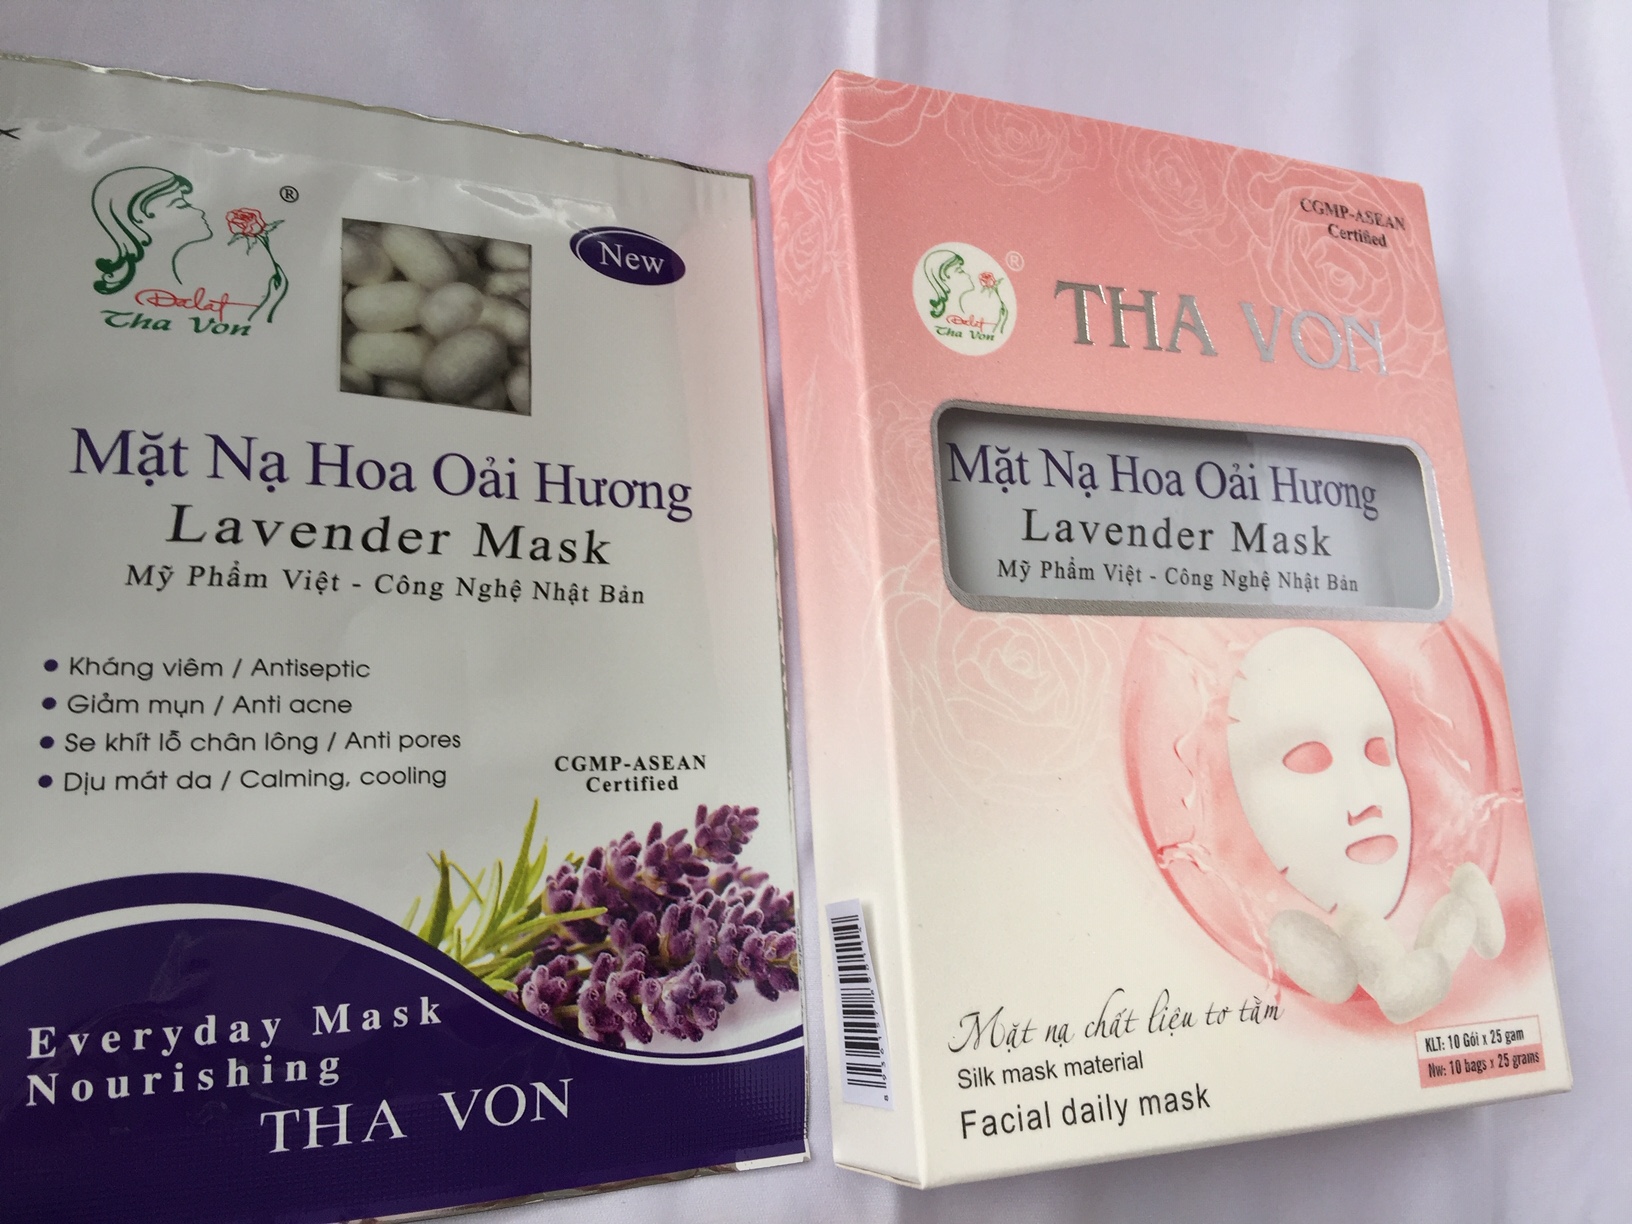 ®
Dalat
Tha Von
New
Mặt Nạ Hoa Oải Hương
Lavender Mask
Mỹ Phẩm Việt - Công Nghệ Nhật Bản
• Kháng viêm / Antiseptic
• Giảm mụn / Anti acne
• Se khít lỗ chân lông / Anti pores
• Dịu mát da / Calming, cooling
CGMP-ASEAN
Certified
Everyday Mask
Nourishing
THA VON
CGMP-ASEAN
Certified
®
Dalat
Tha Von
THA VON
Mặt Nạ Hoa Oải Hương
Lavender Mask
Mỹ Phẩm Việt - Công Nghệ Nhật Bản
Mặt nạ chất liệu tơ tằm
Silk mask material
Facial daily mask
KLT: 10 Gói x 25 gam
Nw: 10 bags x 25 grams